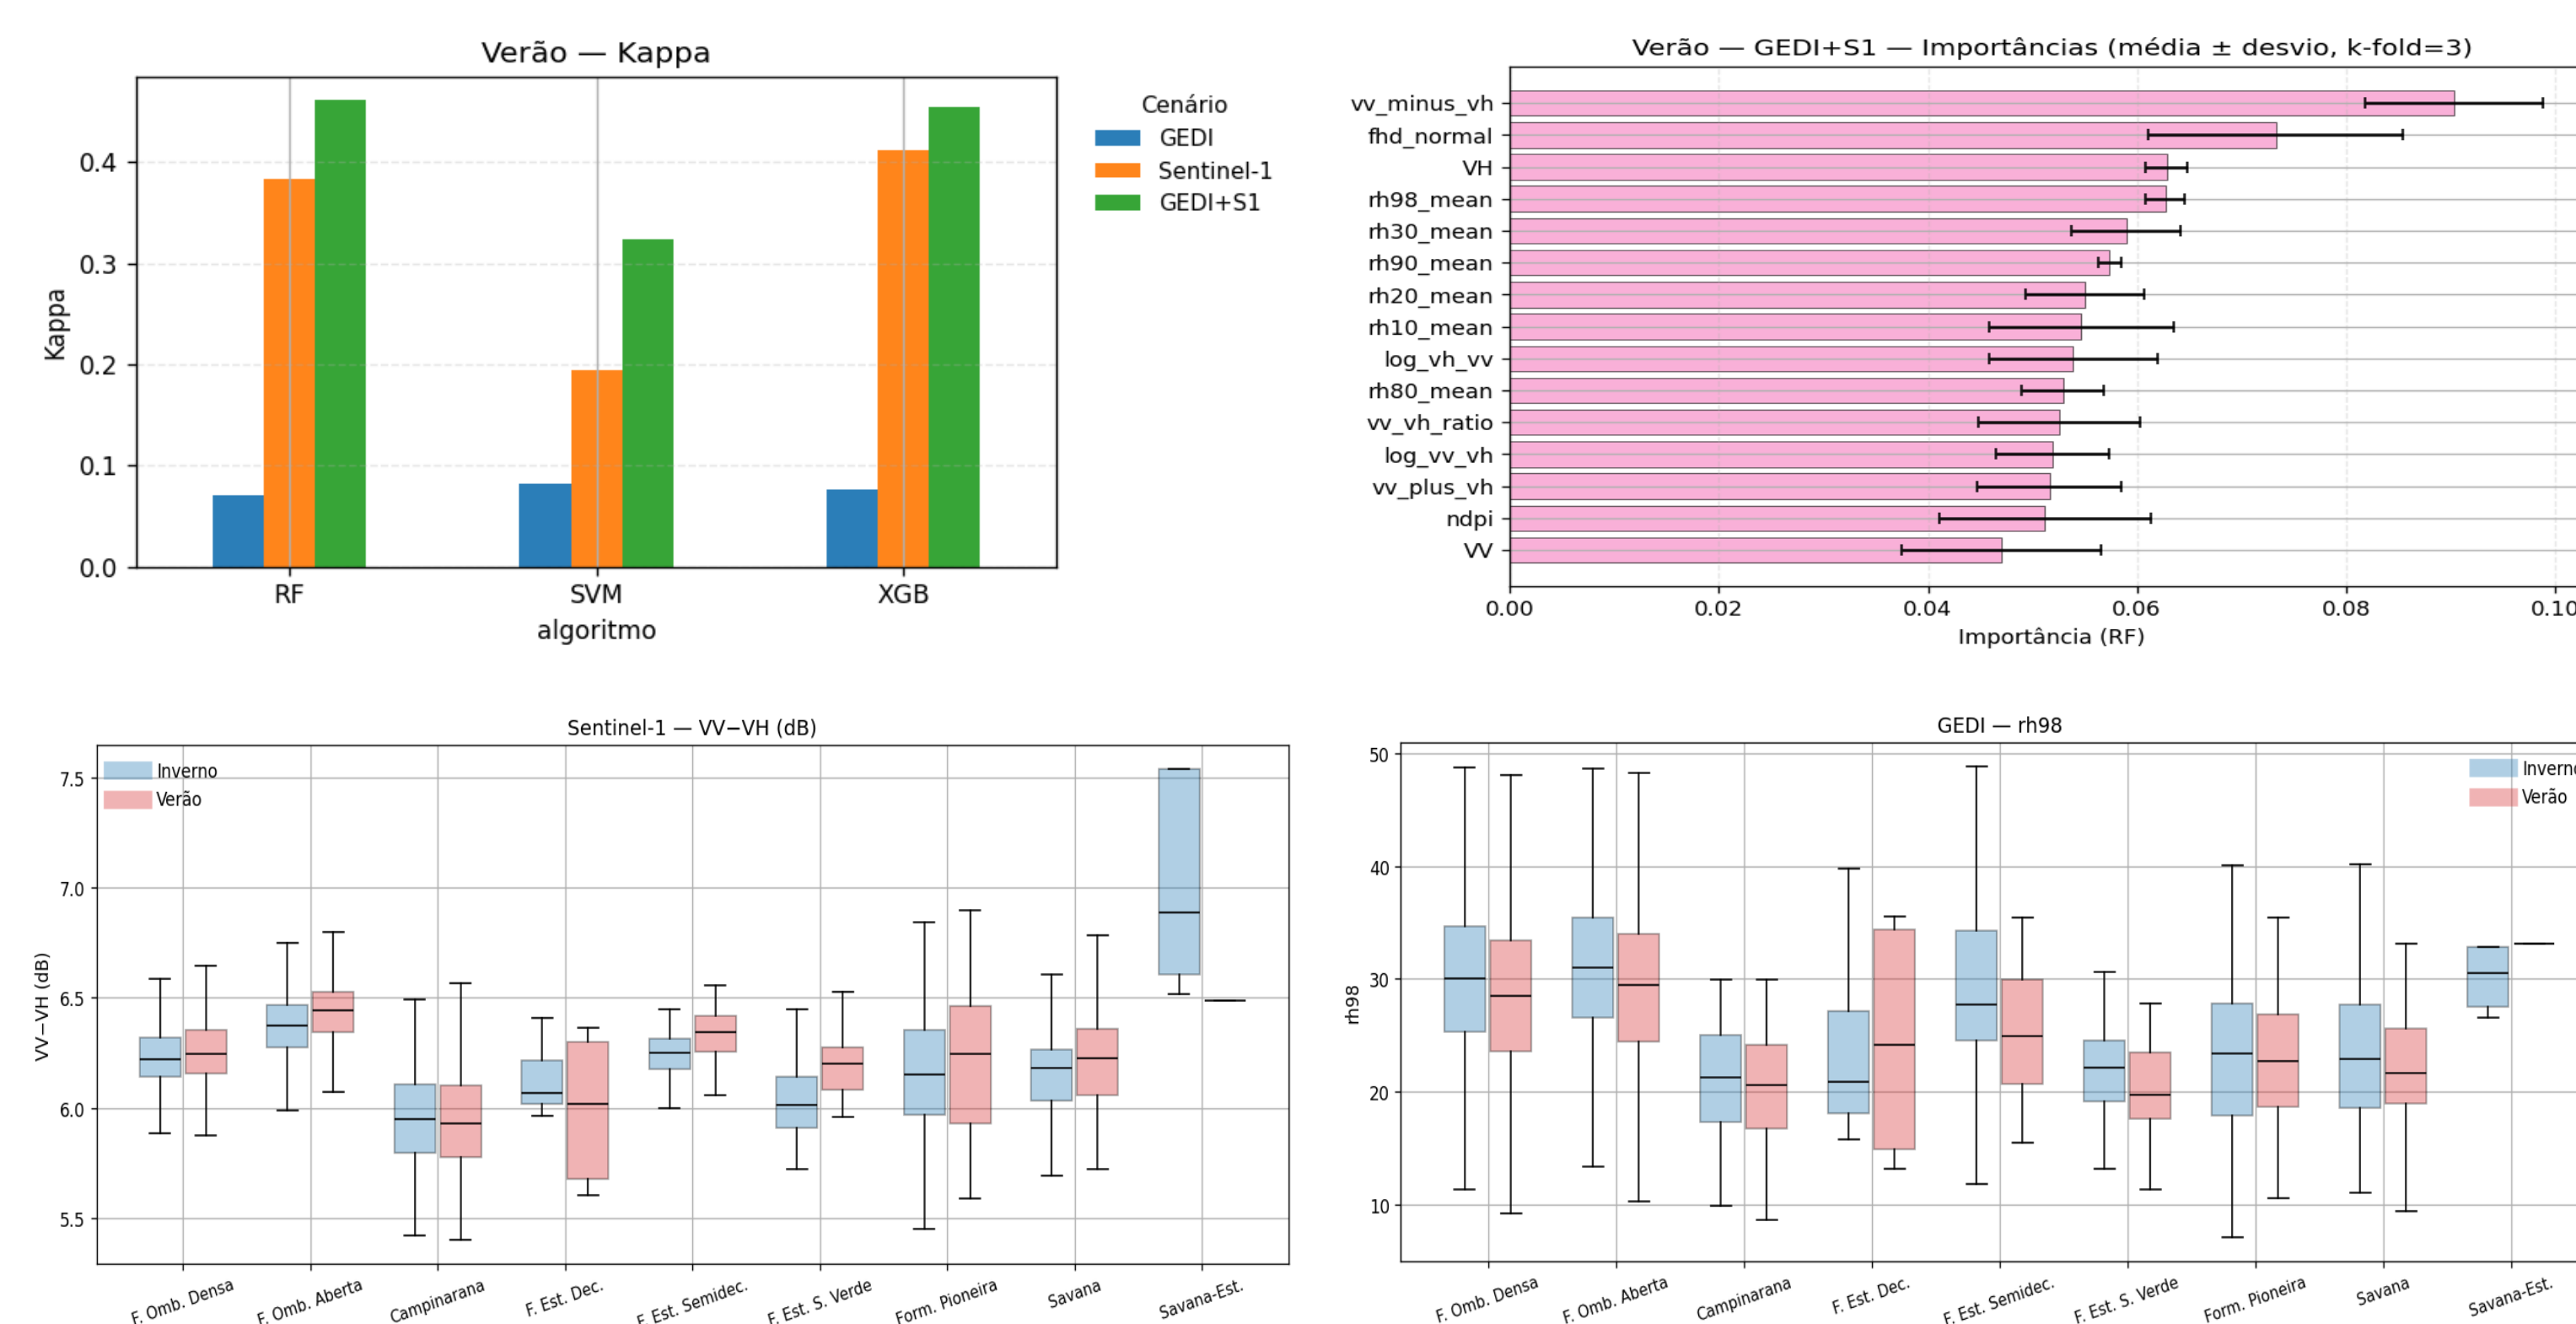 Verão — Kappa
Kappa
0.4
0.3
0.2
0.1
0.0
RF
SVM
XGB
algoritmo
Cenário
GEDI
Sentinel-1
GEDI+S1
Verão — GEDI+S1 — Importâncias (média ± desvio, k-fold=3)
vv_minus_vh
fhd_normal
VH
rh98_mean
rh30_mean
rh90_mean
rh20_mean
rh10_mean
log_vh_vv
rh80_mean
vv_vh_ratio
log_vv_vh
vv_plus_vh
ndpi
VV
0.00
0.02
0.04
0.06
0.08
0.10
Importância (RF)
Sentinel-1 — VV−VH (dB)
Inverno
Verão
VV−VH (dB)
7.5
7.0
6.5
6.0
5.5
F. Omb. Densa
F. Omb. Aberta
Campinarana
F. Est. Dec.
F. Est. Semidec.
F. Est. S. Verde
Form. Pioneira
Savana
Savana-Est.
GEDI — rh98
Inverno
Verão
rh98
50
40
30
20
10
F. Omb. Densa
F. Omb. Aberta
Campinarana
F. Est. Dec.
F. Est. Semidec.
F. Est. S. Verde
Form. Pioneira
Savana
Savana-Est.